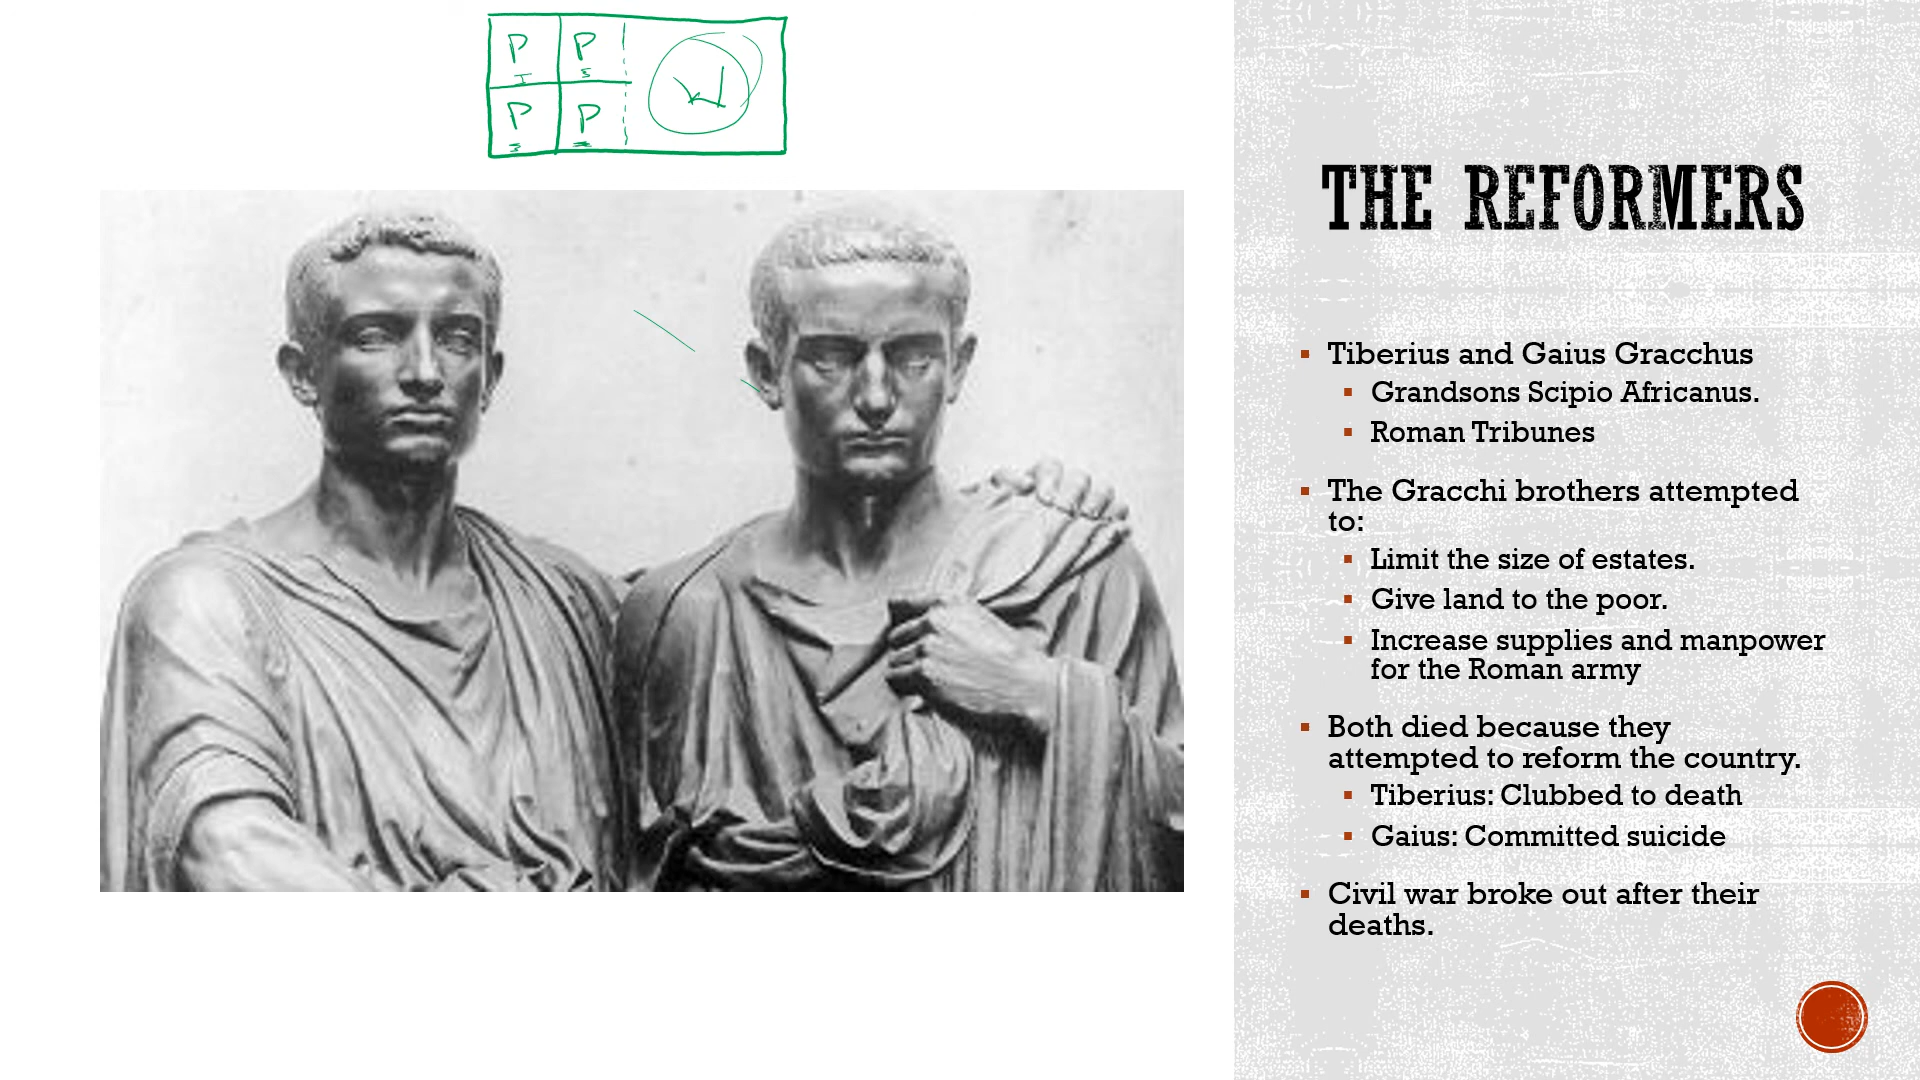 P P W
I 3
P P
3
THE REFORMERS
Tiberius and Gaius Gracchus
Grandsons Scipio Africanus.
Roman Tribunes
The Gracchi brothers attempted
to:
Limit the size of estates.
Give land to the poor.
Increase supplies and manpower
for the Roman army
Both died because they
attempted to reform the country.
Tiberius: Clubbed to death
Gaius: Committed suicide
Civil war broke out after their
deaths.